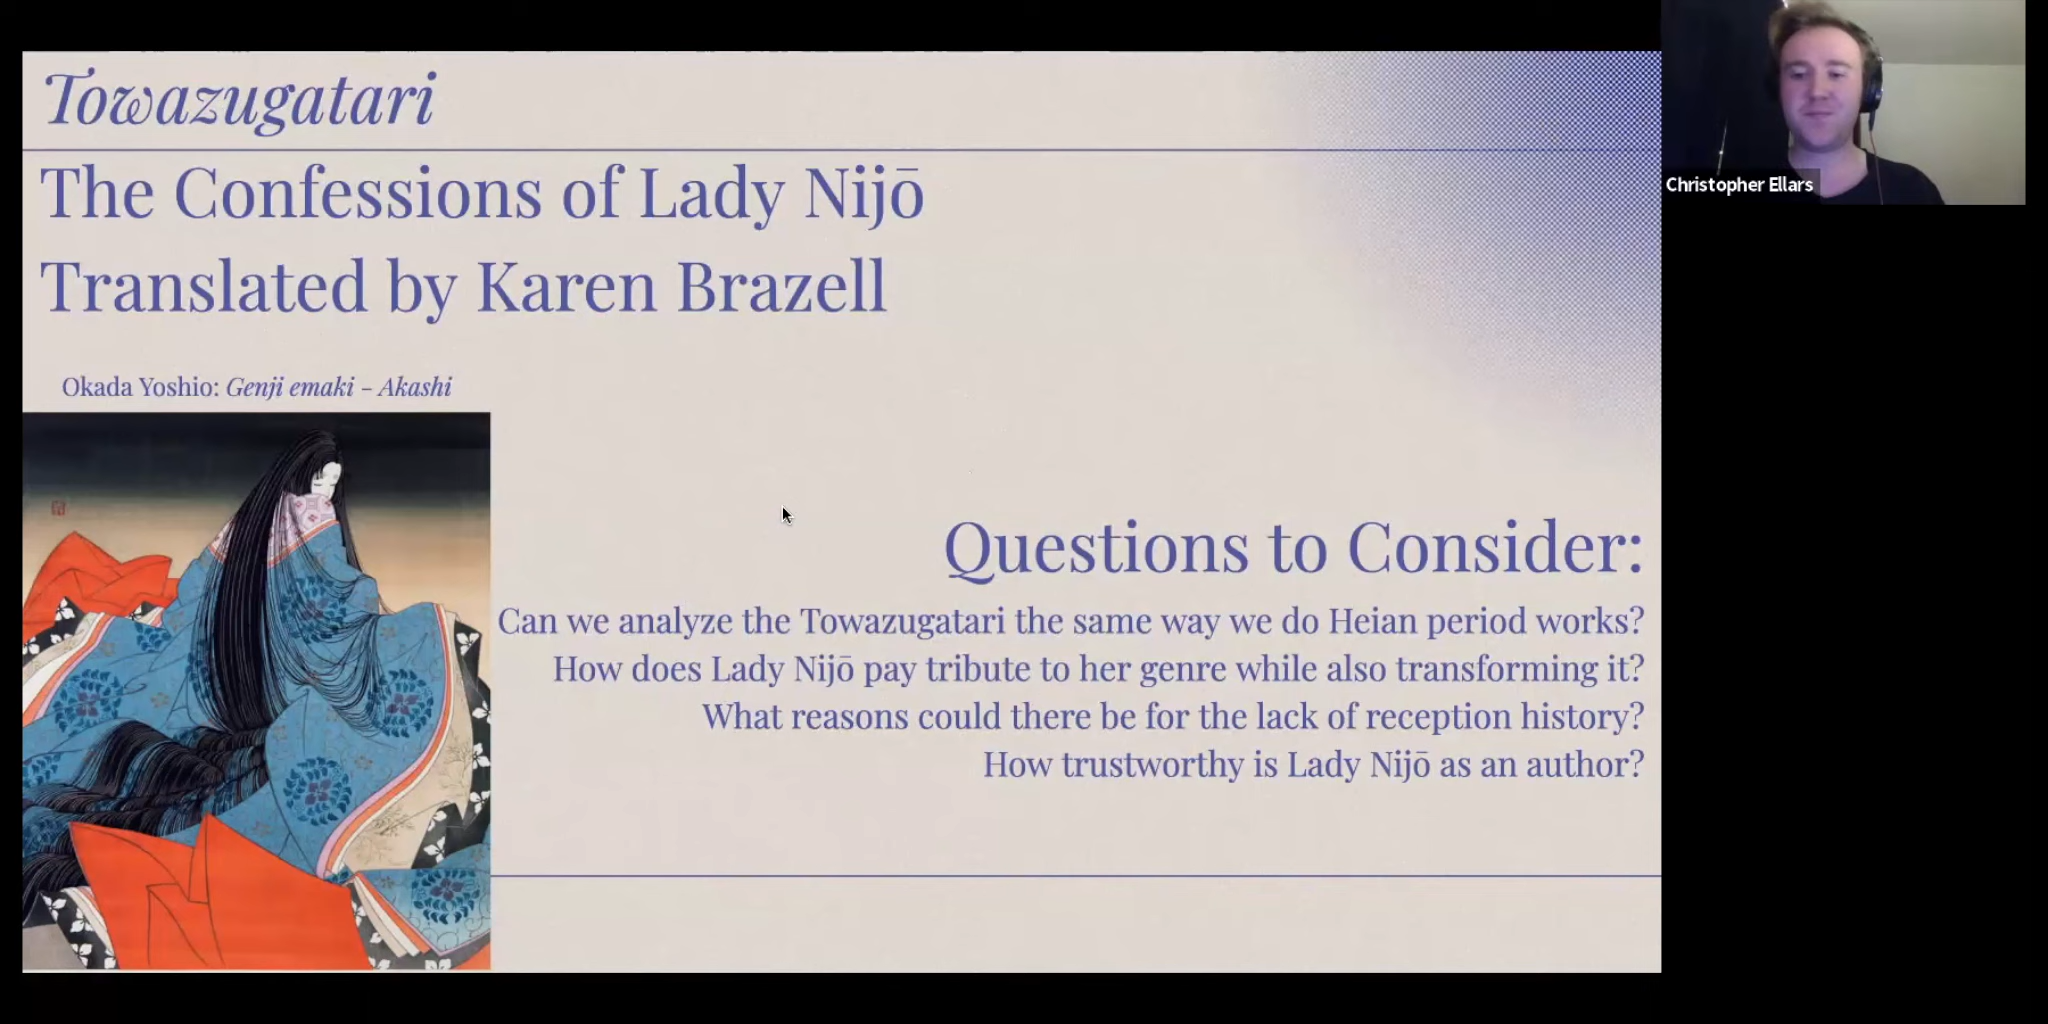 Towazugatari
The Confessions of Lady Nijō
Translated by Karen Brazell
Okada Yoshio: Genji emaki – Akashi
Questions to Consider:
Can we analyze the Towazugatari the same way we do Heian period works?
How does Lady Nijō pay tribute to her genre while also transforming it?
What reasons could there be for the lack of reception history?
How trustworthy is Lady Nijō as an author?
Christopher Ellars